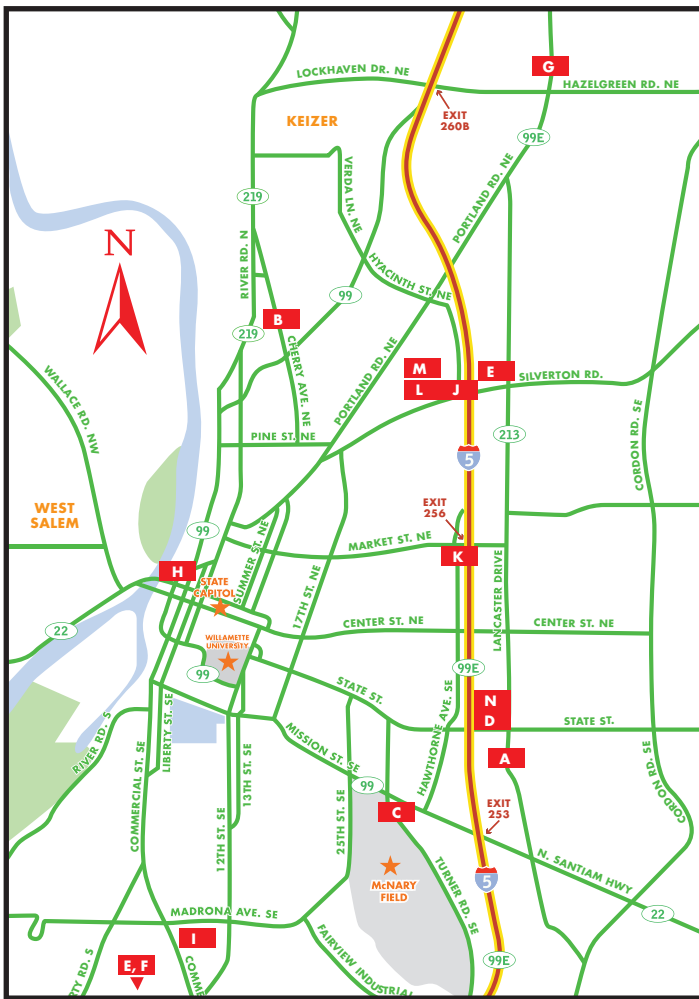 G
LOCKHAVEN DR. NE
HAZELGREEN RD. NE
EXIT
260B
KEIZER
99E
VERDA LN. NE
PORTLAND RD. NE
219
N
RIVER RD. N
HYACINTH ST. NE
99
B
219
CHERRY AVE. NE
PORTLAND RD. NE
M
E
SILVERTON RD.
L J
WALLACE RD. NW
PINE ST. NE
213
CORDON RD. SE
5
WEST
SALEM
EXIT
256
99
SUMMER ST. NE
MARKET ST. NE
K
H
STATE
CAPITOL
17TH ST. NE
LANCASTER DRIVE
22
CENTER ST. NE
CENTER ST. NE
WILLAMETTE
UNIVERSITY
99
99E
STATE ST.
HAWTHORNE AVE. SE
N
D
STATE ST.
RIVER RD. S
LIBERTY ST. SE
COMMERCIAL ST. SE
13TH ST. SE
12TH ST. SE
MISSION ST. SE
A
99
25TH ST. SE
C
EXIT
253
CORDON RD. SE
McNARY
FIELD
TURNER RD. SE
5
N. SANTIAM HWY
22
MADRONA AVE. SE
I
FAIRVIEW INDUSTRIAL
99E
E, F
RTY RD. S
COMME